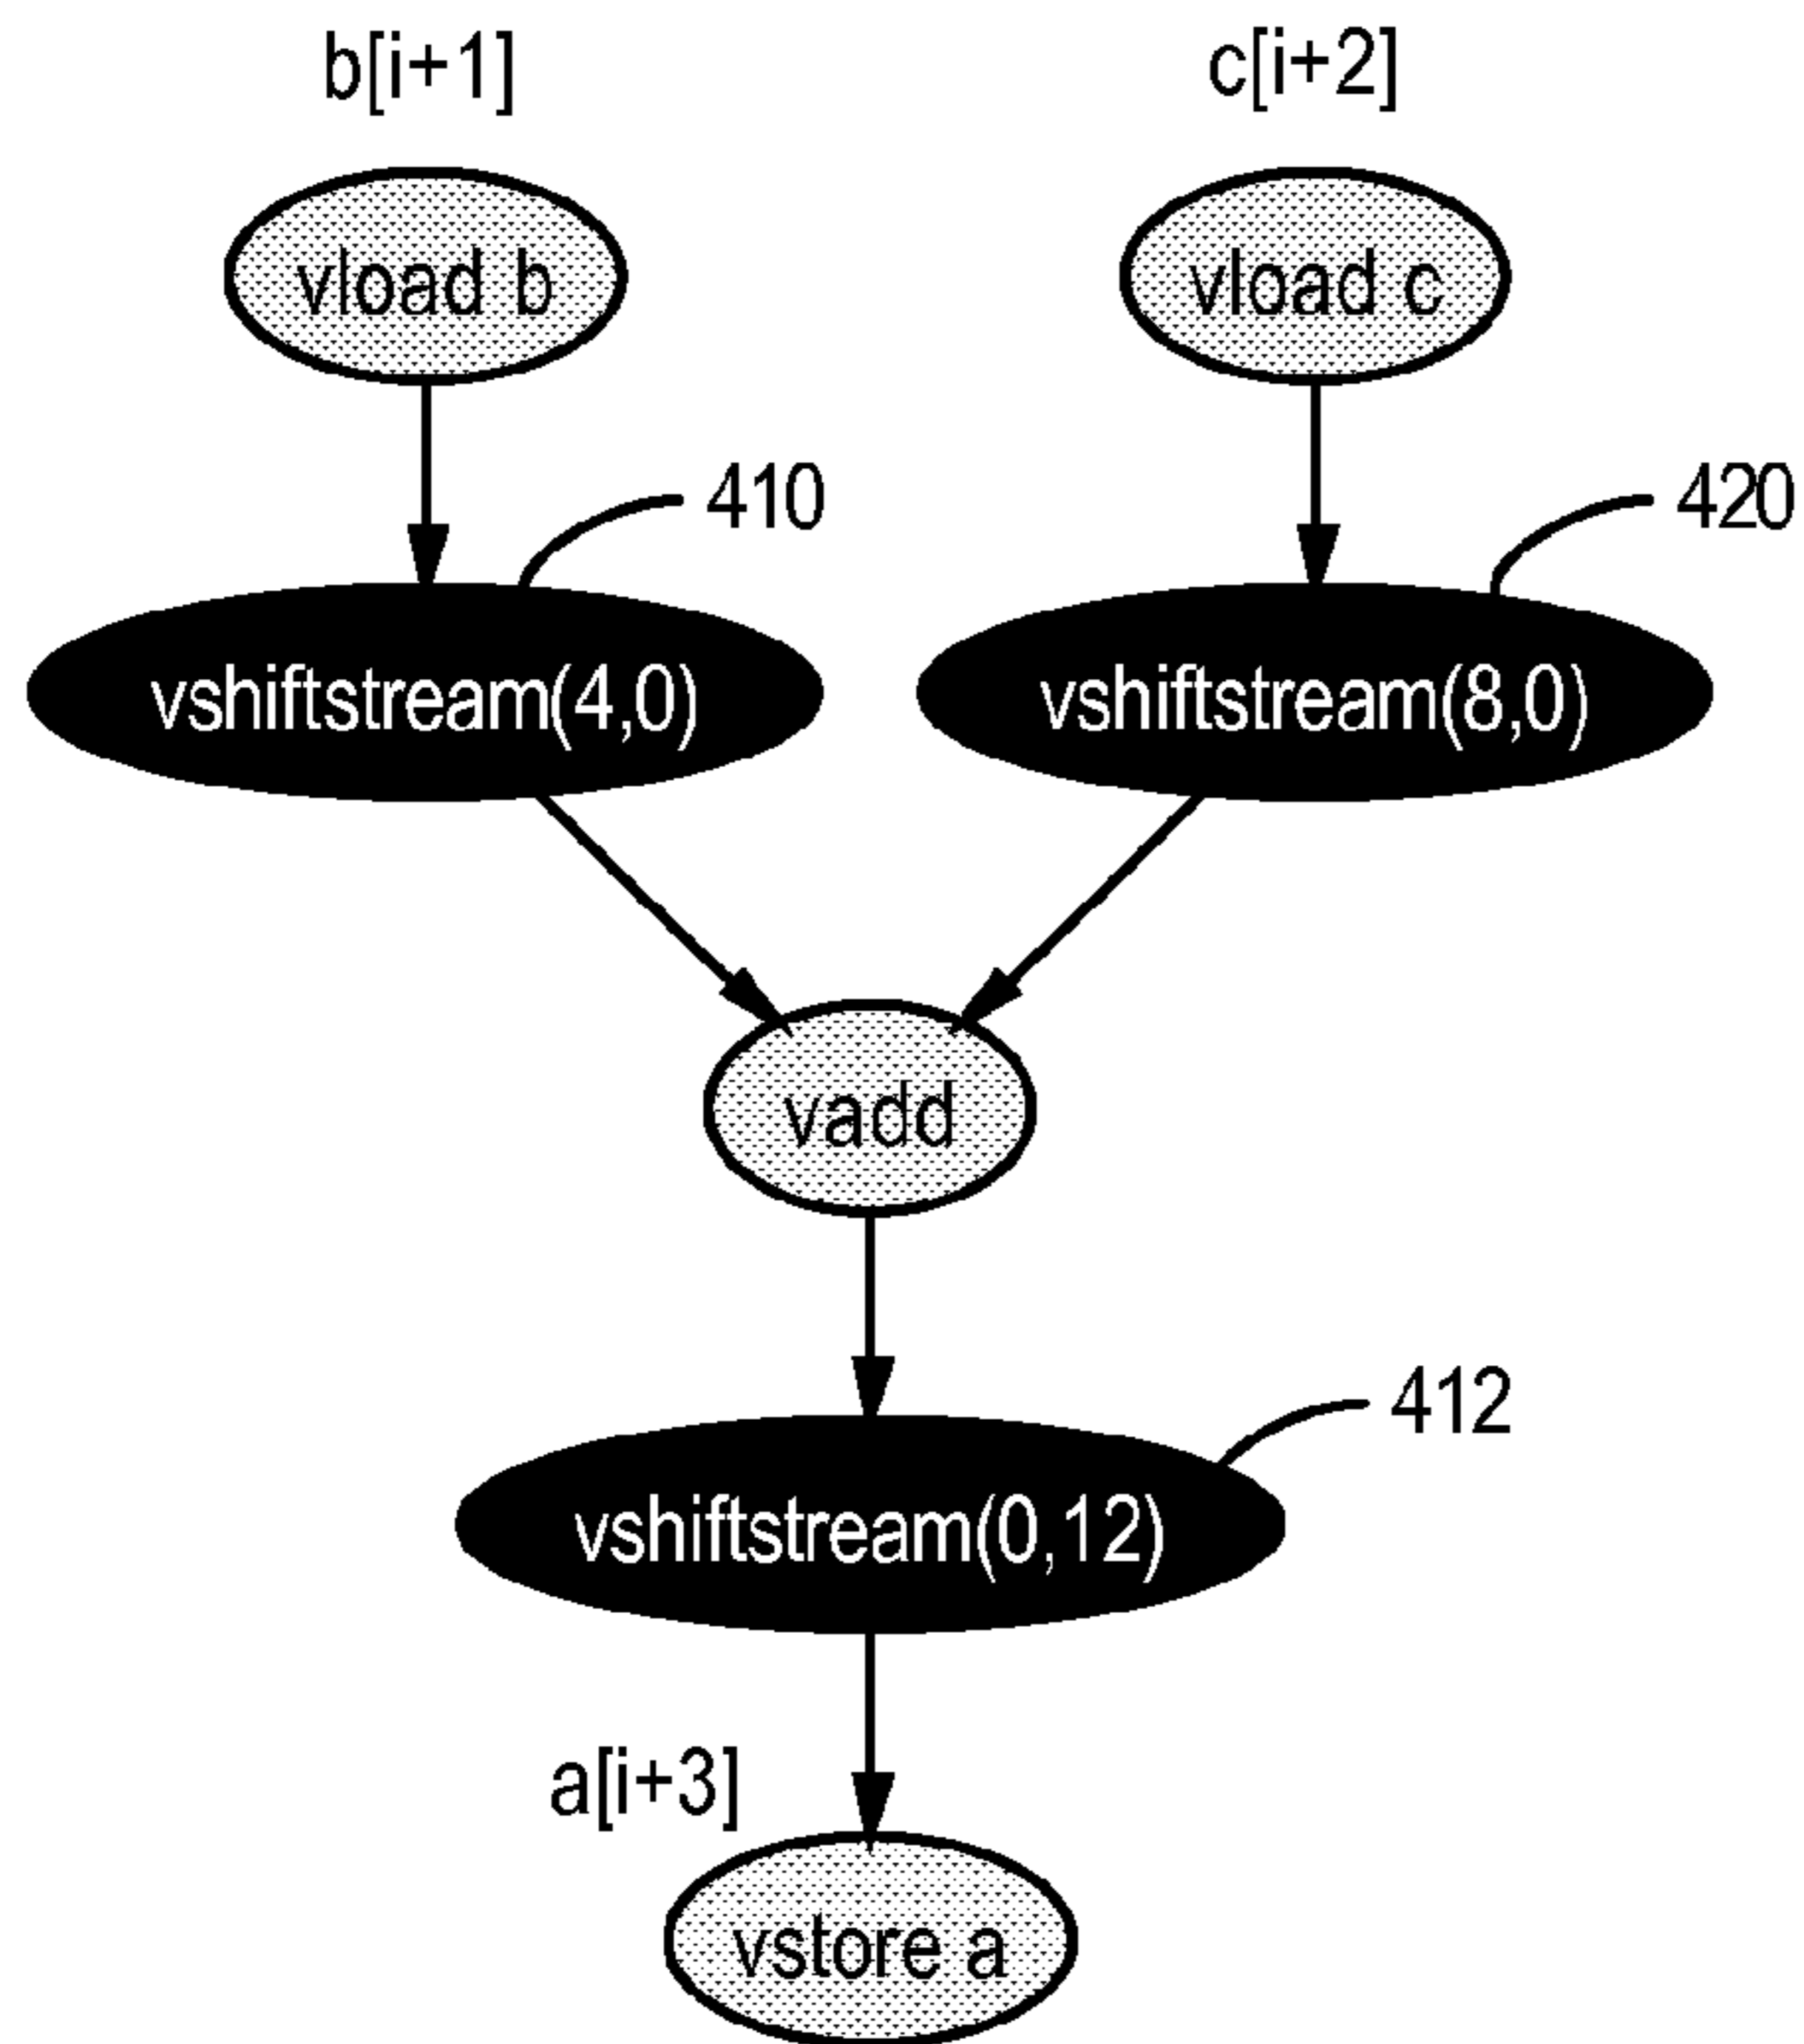 b[i+1]
c[i+2]
vload b
vload c
410
420
vshiftstream(4,0)
vshiftstream(8,0)
vadd
412
vshiftstream(0,12)
a[i+3]
vstore a